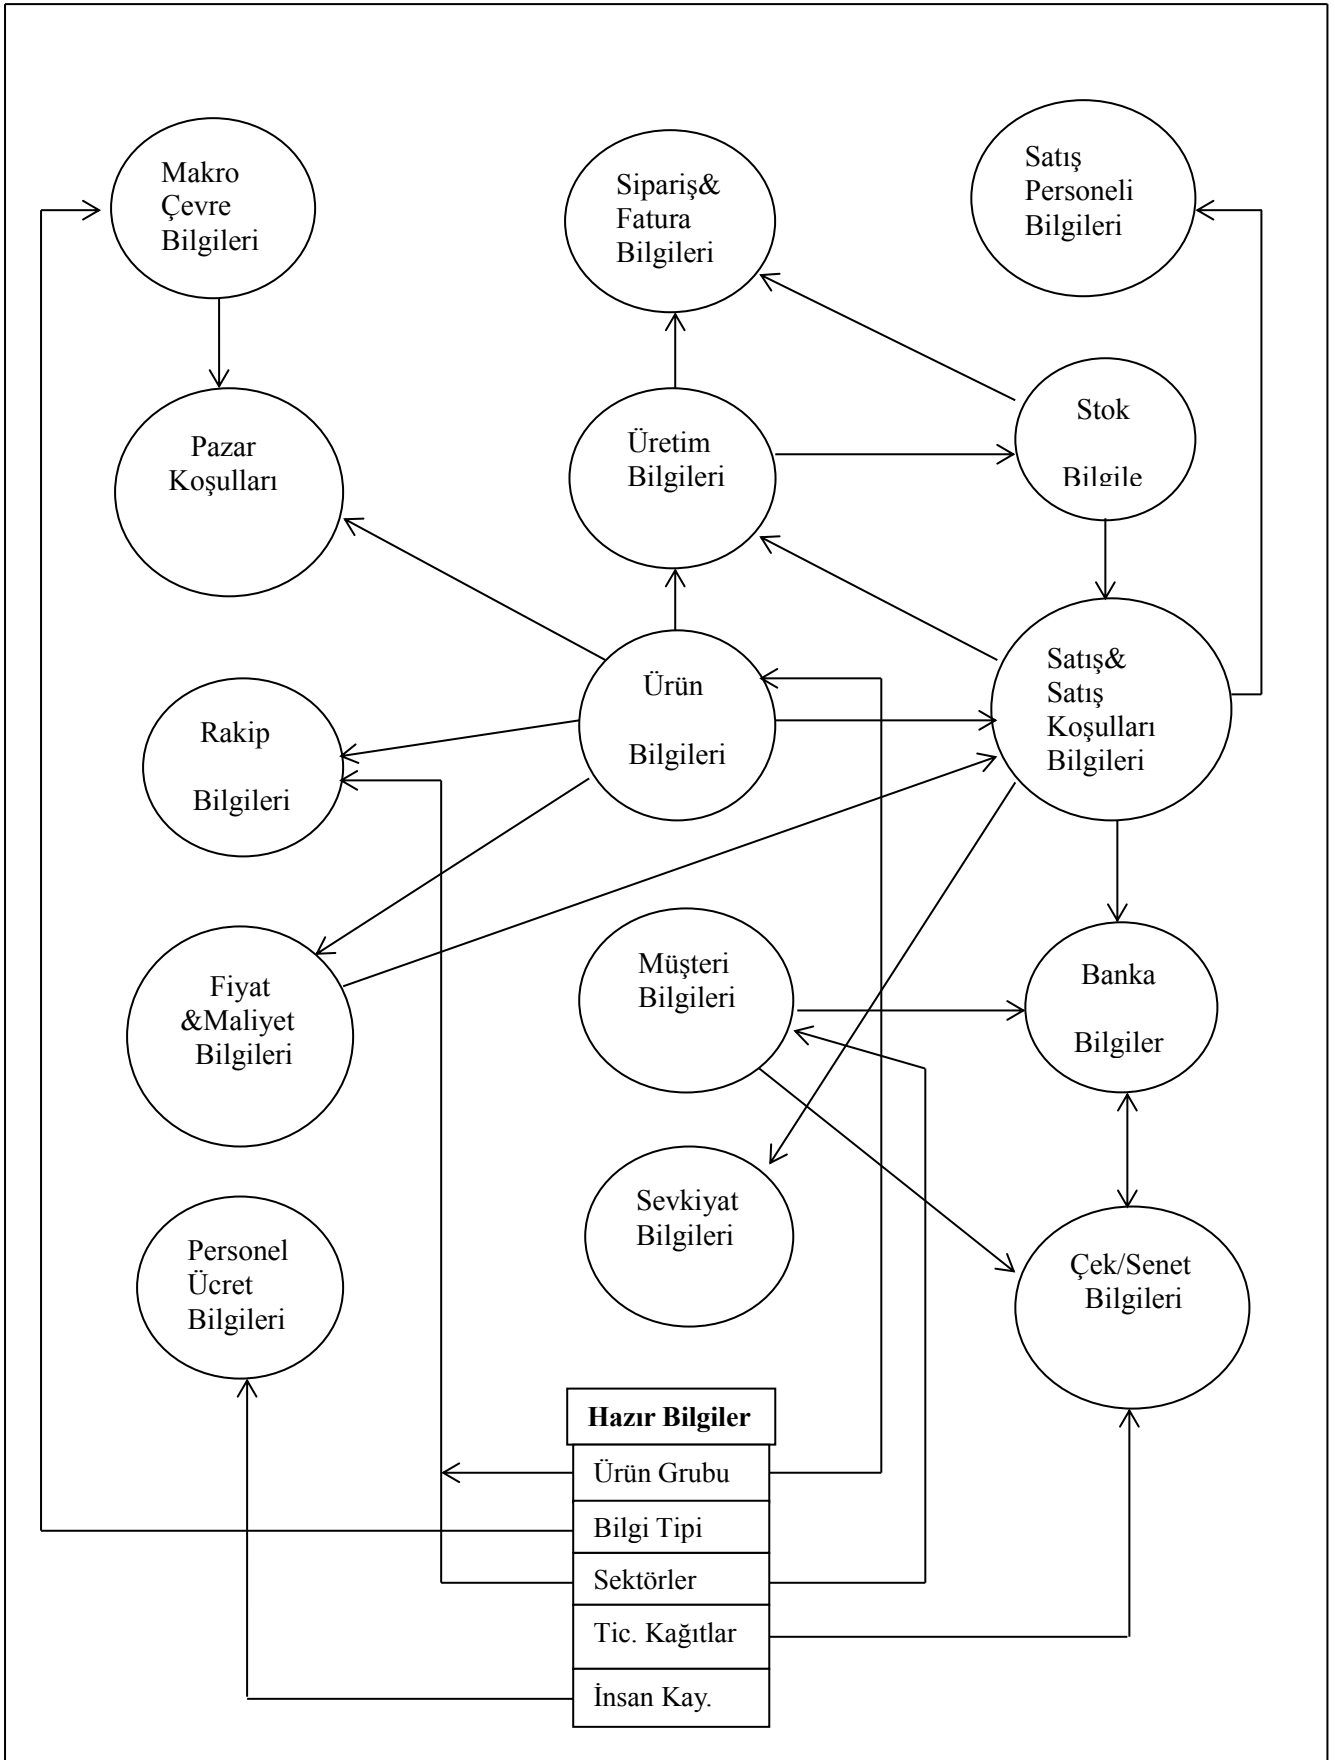 Makro
Çevre
Bilgileri
Sipariş&
Fatura
Bilgileri
Satış
Personeli
Bilgileri
Pazar
Koşulları
Üretim
Bilgileri
Stok
Bilgile
Rakip
Bilgileri
Ürün
Bilgileri
Satış&
Satış
Koşulları
Bilgileri
Fiyat
&Maliyet
Bilgileri
Müşteri
Bilgileri
Banka
Bilgiler
Personel
Ücret
Bilgileri
Sevkiyat
Bilgileri
Çek/Senet
Bilgileri
Hazır Bilgiler
Ürün Grubu
Bilgi Tipi
Sektörler
Tic. Kağıtlar
İnsan Kay.